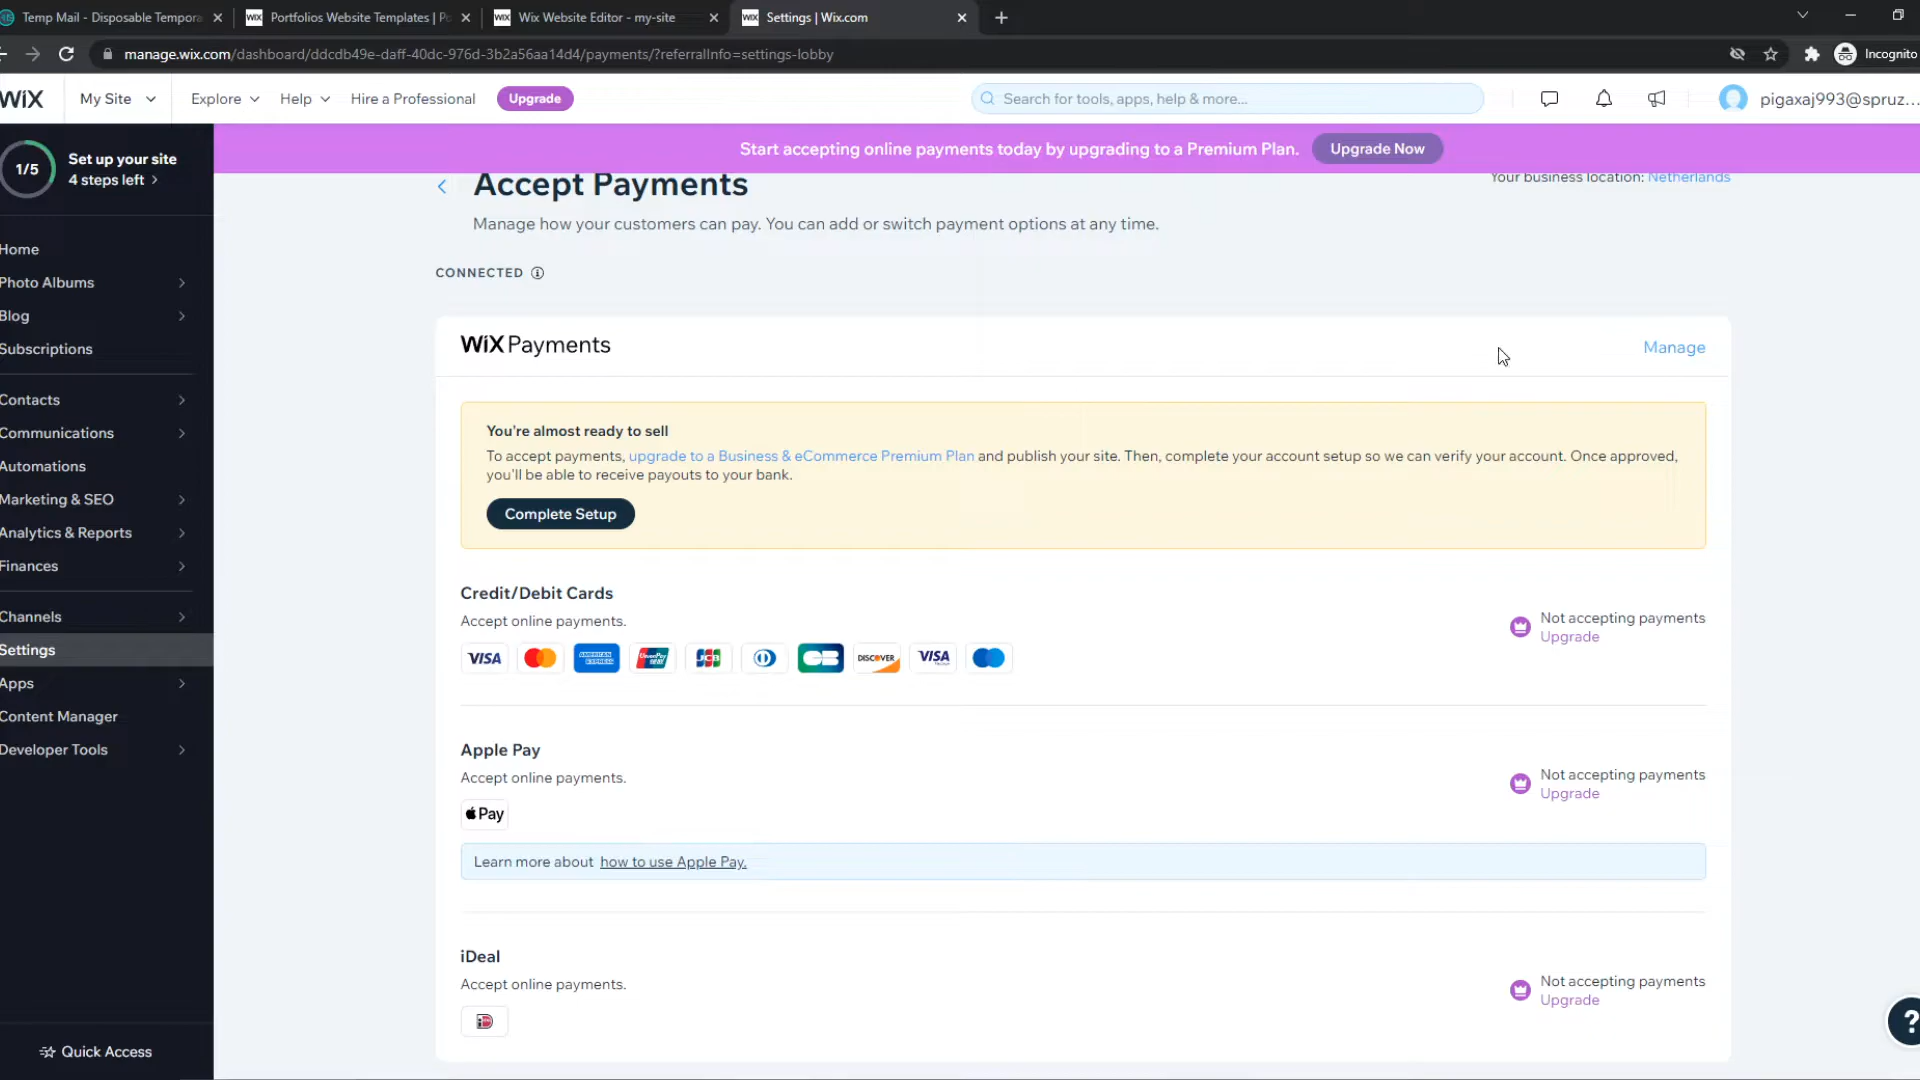 Temp Mail - Disposable Tempora
WIX Portfolios Website Templates | Po
WIX Wix Website Editor - my-site
WIX Settings | Wix.com
manage.wix.com/dashboard/ddcdb49e-daff-40dc-976d-3b2a56aa14d4/payments/?referralInfo=settings-lobby
Incognito
WIX
My Site
Explore
Help
Hire a Professional
Upgrade
Search for tools, apps, help & more...
pigaxaj993@spruz...
Start accepting online payments today by upgrading to a Premium Plan.
Upgrade Now
1/5
Set up your site
4 steps left
Home
Photo Albums
Blog
Subscriptions
Contacts
Communications
Automations
Marketing & SEO
Analytics & Reports
Finances
Channels
Settings
Apps
Content Manager
Developer Tools
Quick Access
Accept Payments
Your business location: Netherlands
Manage how your customers can pay. You can add or switch payment options at any time.
CONNECTED
WiX Payments
Manage
You're almost ready to sell
To accept payments, upgrade to a Business & eCommerce Premium Plan and publish your site. Then, complete your account setup so we can verify your account. Once approved,
you'll be able to receive payouts to your bank.
Complete Setup
Credit/Debit Cards
Accept online payments.
Not accepting payments
Upgrade
VISA
AMERICAN EXPRESS
UnionPay
JCB
CB
DISCOVER
VISA
Apple Pay
Accept online payments.
Not accepting payments
Upgrade
Pay
Learn more about how to use Apple Pay.
iDeal
Accept online payments.
Not accepting payments
Upgrade
iD
?